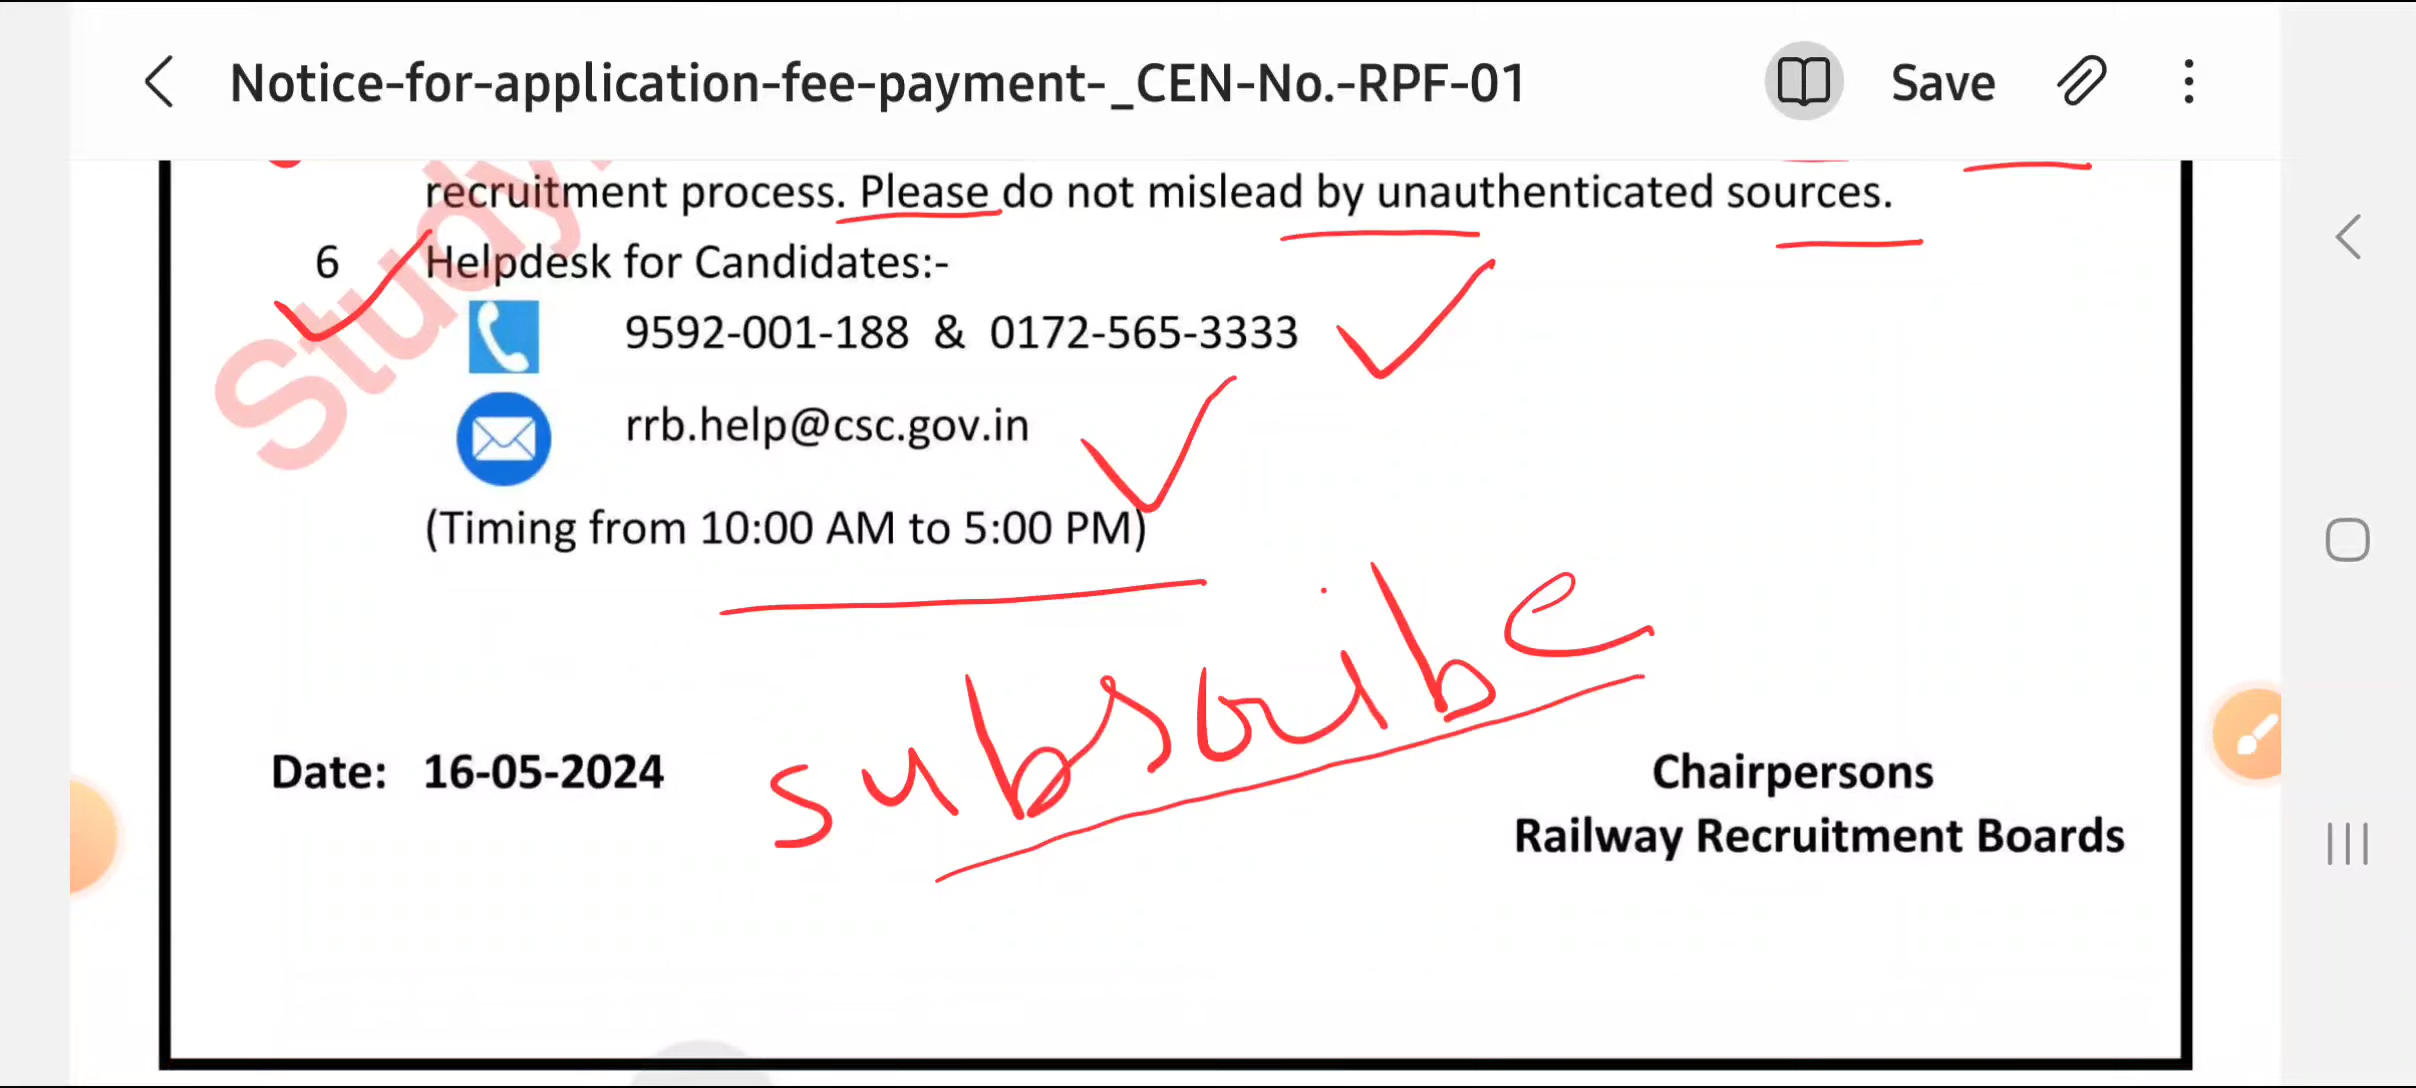 Notice-for-application-fee-payment-_CEN-No.-RPF-01
Save
recruitment process. Please do not mislead by unauthenticated sources.
6 Helpdesk for Candidates:-
9592-001-188 & 0172-565-3333
rrb.help@csc.gov.in
(Timing from 10:00 AM to 5:00 PM)
subscribe
Date: 16-05-2024
Chairpersons
Railway Recruitment Boards
Study